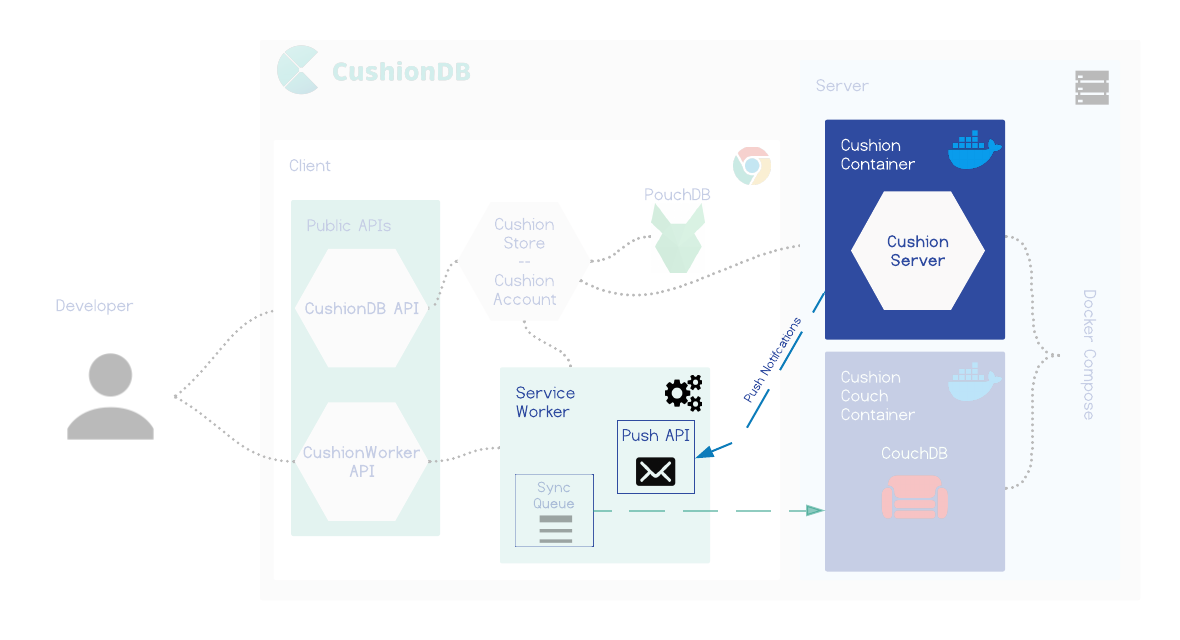 CushionDB
Server
Cushion
Container
Cushion
Server
Client
PouchDB
Public APIs
Cushion
Store
--
Cushion
Account
CushionDB API
Developer
Push Notifcations
Docker Compose
Service
Worker
Push API
Cushion
Couch
Container
CouchDB
CushionWorker
API
Sync
Queue